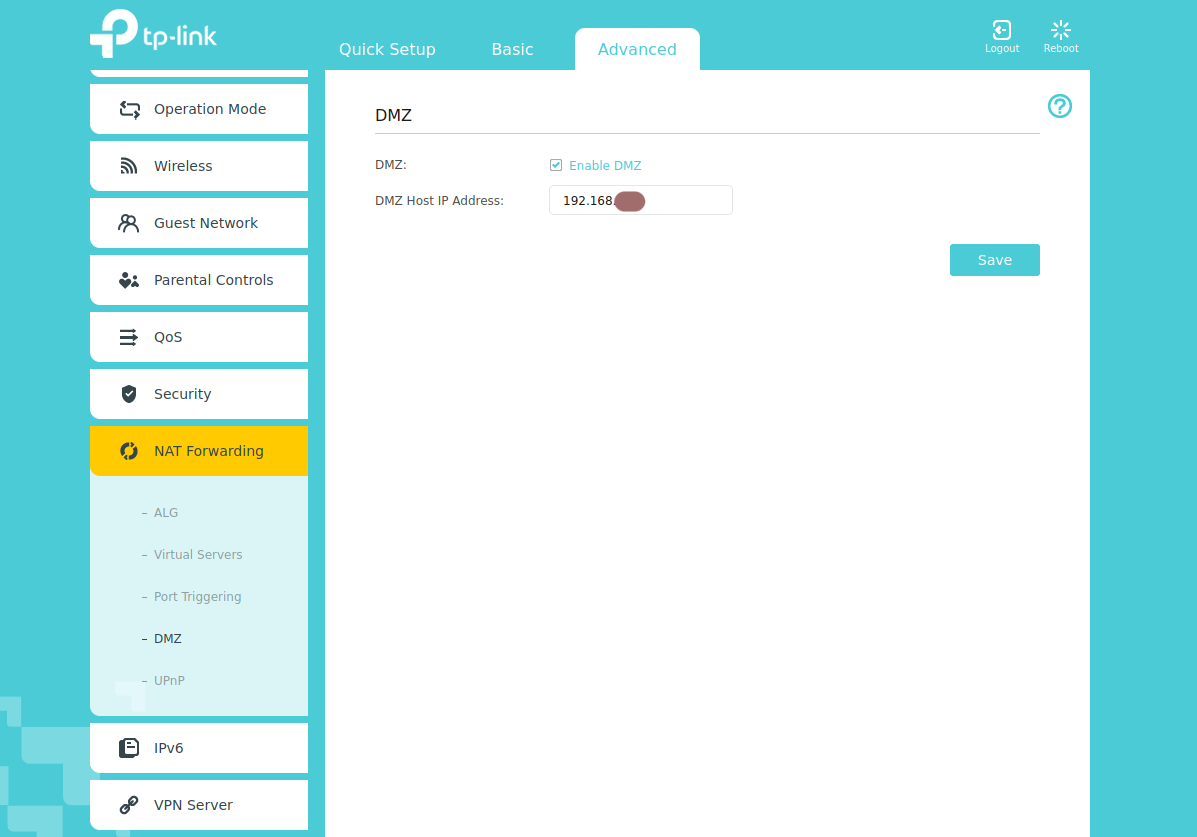 tp-link
Quick Setup Basic Advanced
Logout Reboot
Operation Mode
Wireless
Guest Network
Parental Controls
QoS
Security
NAT Forwarding
– ALG
– Virtual Servers
– Port Triggering
– DMZ
– UPnP
IPv6
VPN Server
DMZ
?
DMZ: Enable DMZ
DMZ Host IP Address: 192.168.
Save